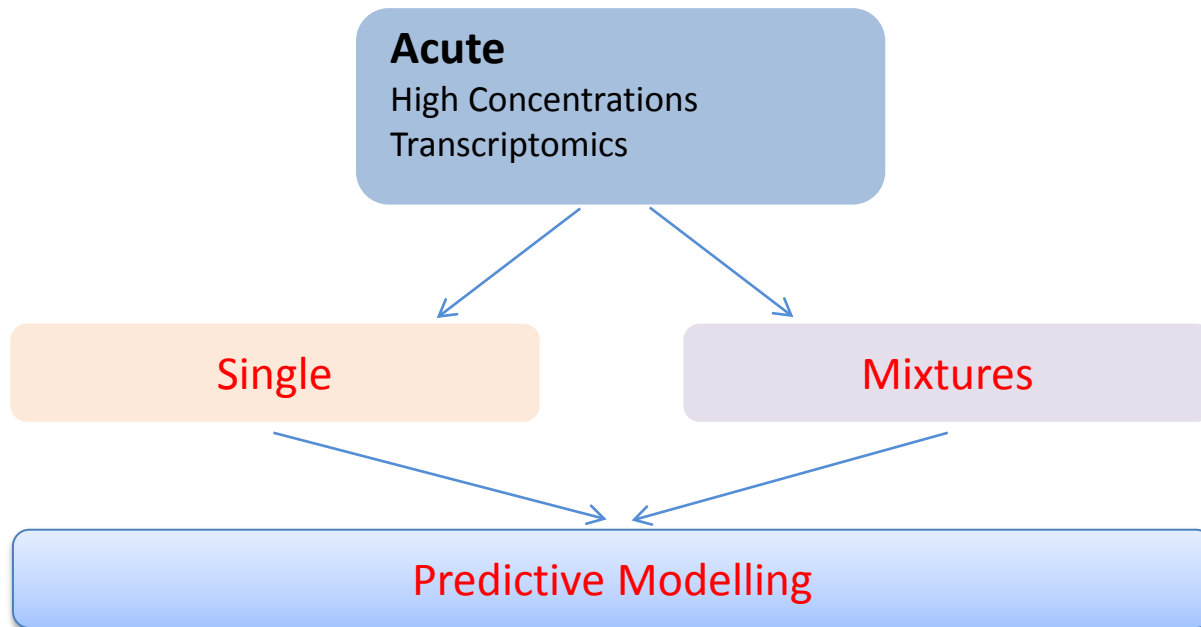 Acute
High Concentrations
Transcriptomics
Single
Mixtures
Predictive Modelling